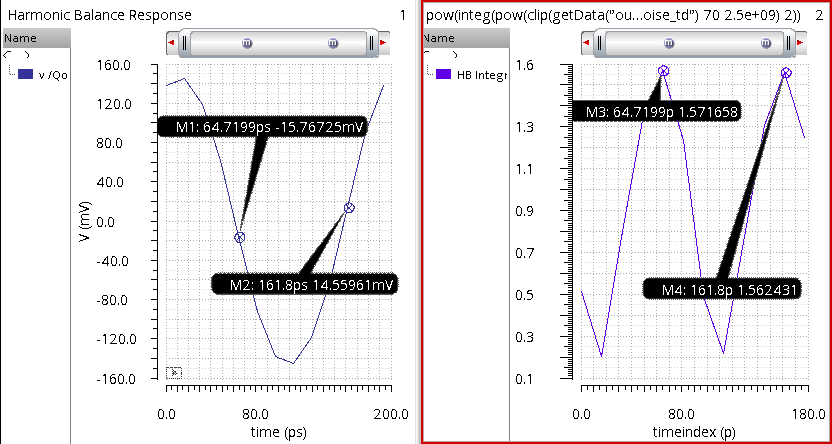 Harmonic Balance Response 1
Name
v /Qo
160.0
120.0
80.0
40.0
0.0
-40.0
-80.0
-120.0
-160.0
V (mV)
M1: 64.7199ps -15.76725mV
M2: 161.8ps 14.55961mV
0.0 80.0 200.0
time (ps)
pow(integ(pow(clip(getData("ou...oise_td") 70 2.5e+09) 2)) 2
Name
HB Integr
1.6
1.3
1.1
0.9
0.7
0.5
0.3
0.1
M3: 64.7199p 1.571658
M4: 161.8p 1.562431
0.0 80.0 180.0
timeindex (p)